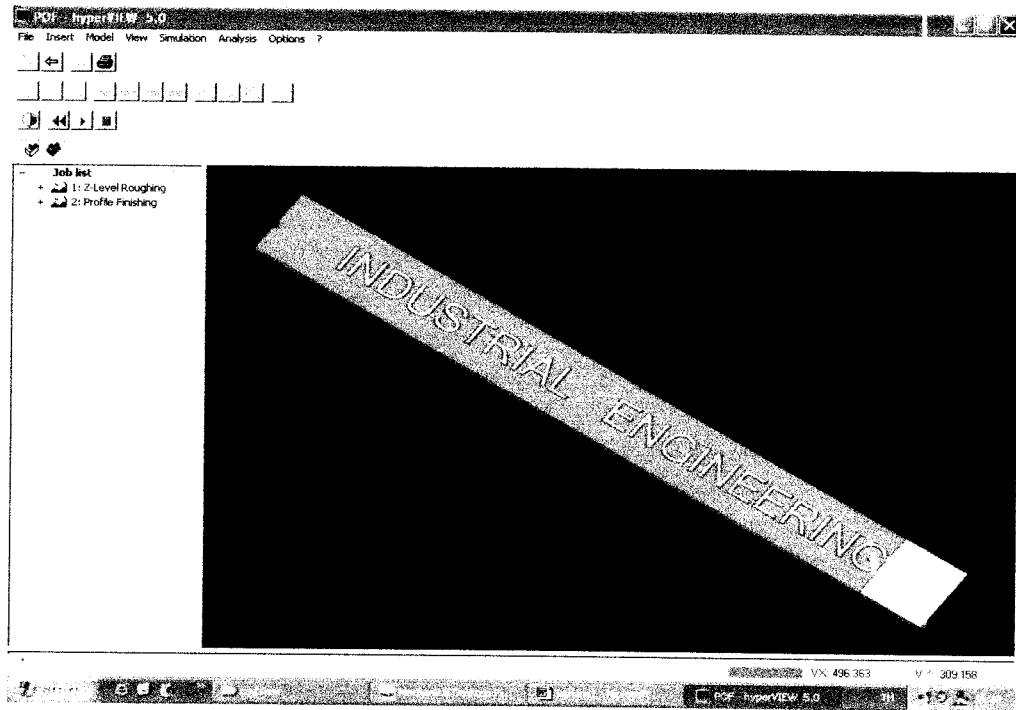 POF - hyperVIEW 5.0
File Insert Model View Simulation Analysis Options ?
Job list
+ 1: Z-Level Roughing
+ 2: Profile Finishing
INDUSTRIAL ENGINEERING
VX: 496.363
309.158
POF - hyperVIEW 5.0